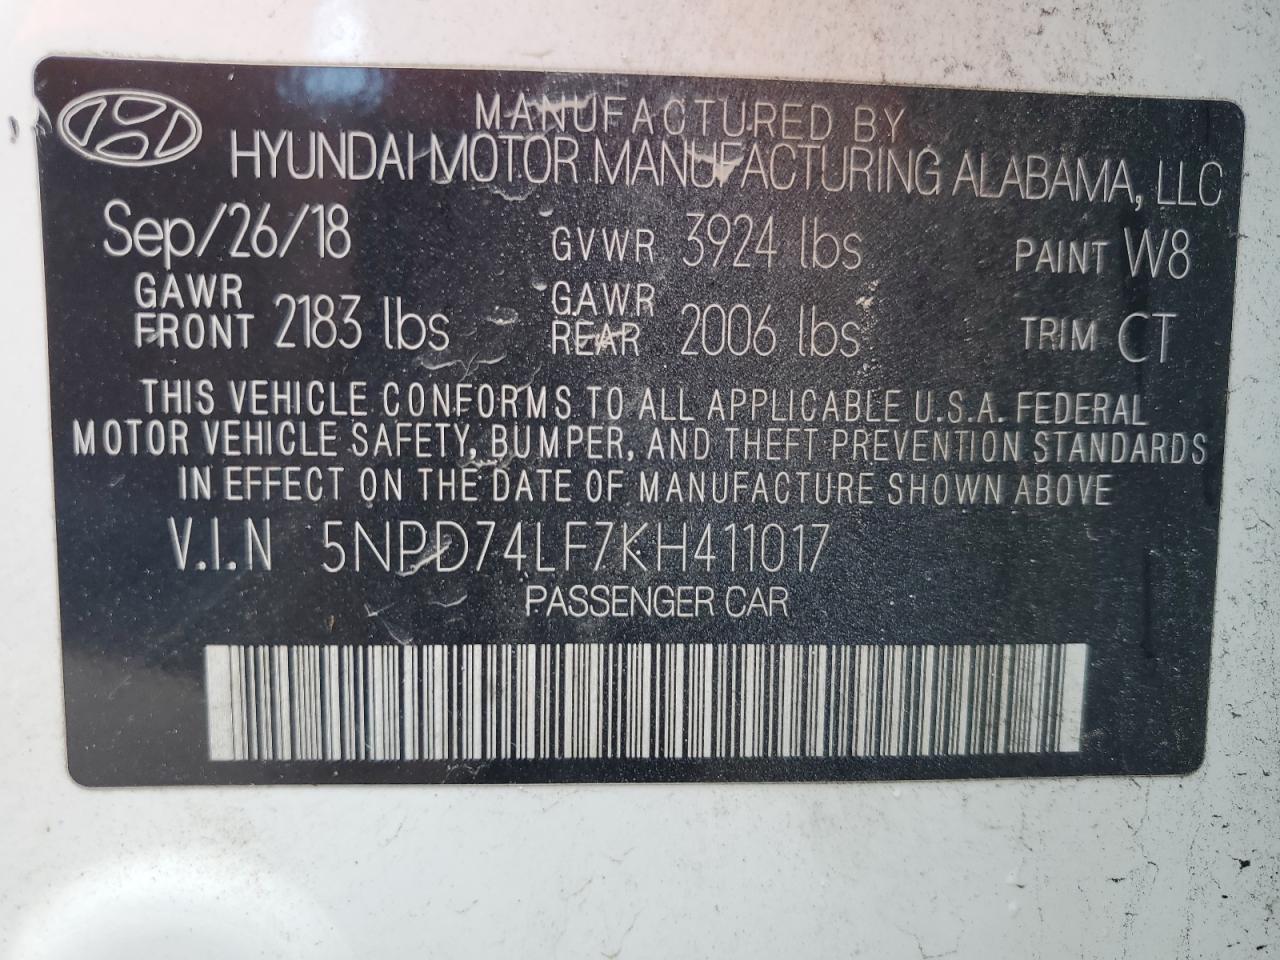 MANUFACTURED BY
HYUNDAI MOTOR MANUFACTURING ALABAMA, LLC
Sep/26/18 GVWR 3924 lbs PAINT W8
GAWR FRONT 2183 lbs GAWR REAR 2006 lbs TRIM CT
THIS VEHICLE CONFORMS TO ALL APPLICABLE U.S.A. FEDERAL
MOTOR VEHICLE SAFETY, BUMPER, AND THEFT PREVENTION STANDARDS
IN EFFECT ON THE DATE OF MANUFACTURE SHOWN ABOVE
V.I.N 5NPD74LF7KH411017
PASSENGER CAR